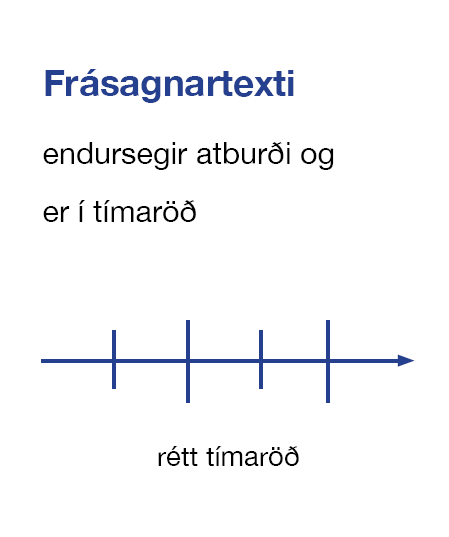 Frásagnartexti
endursegir atburði og
er í tímaröð
rétt tímaröð